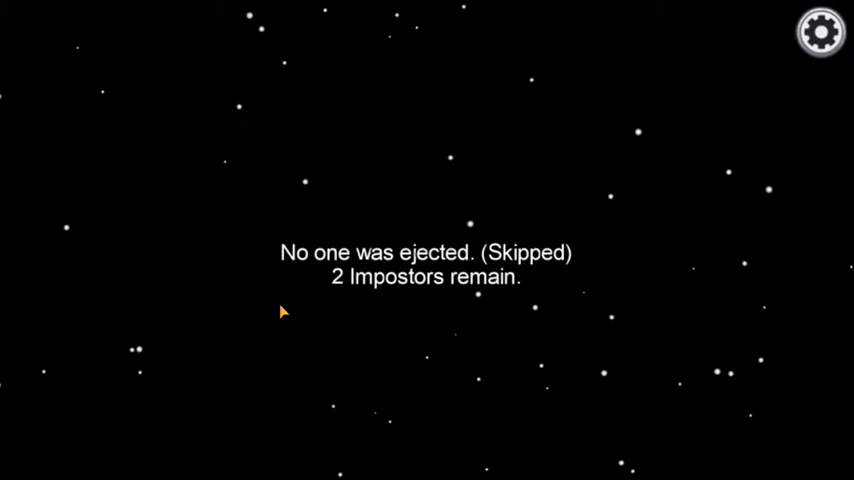 No one was ejected. (Skipped)
2 Impostors remain.